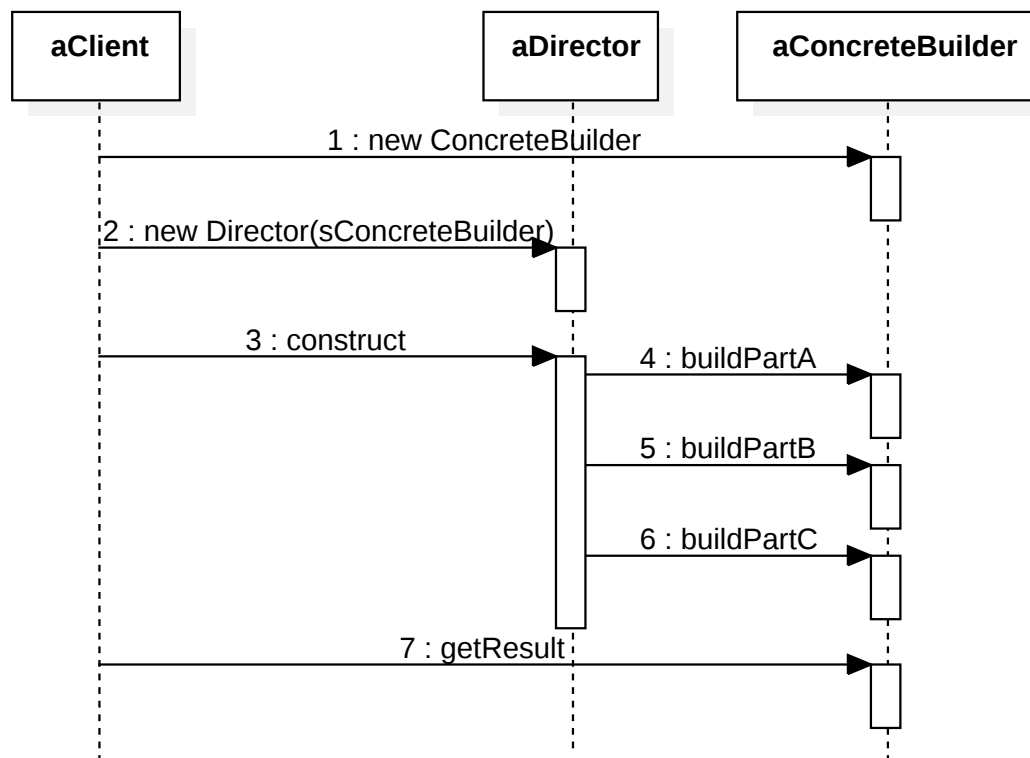 aClient
aDirector
aConcreteBuilder
1 : new ConcreteBuilder
2 : new Director(sConcreteBuilder)
3 : construct
4 : buildPartA
5 : buildPartB
6 : buildPartC
7 : getResult